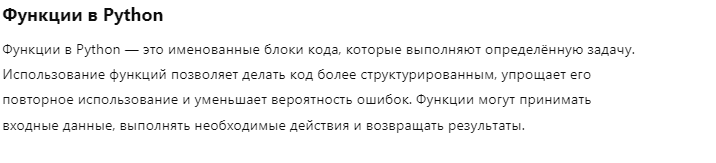 Функции в Python
Функции в Python — это именованные блоки кода, которые выполняют определённую задачу.
Использование функций позволяет делать код более структурированным, упрощает его
повторное использование и уменьшает вероятность ошибок. Функции могут принимать
входные данные, выполнять необходимые действия и возвращать результаты.